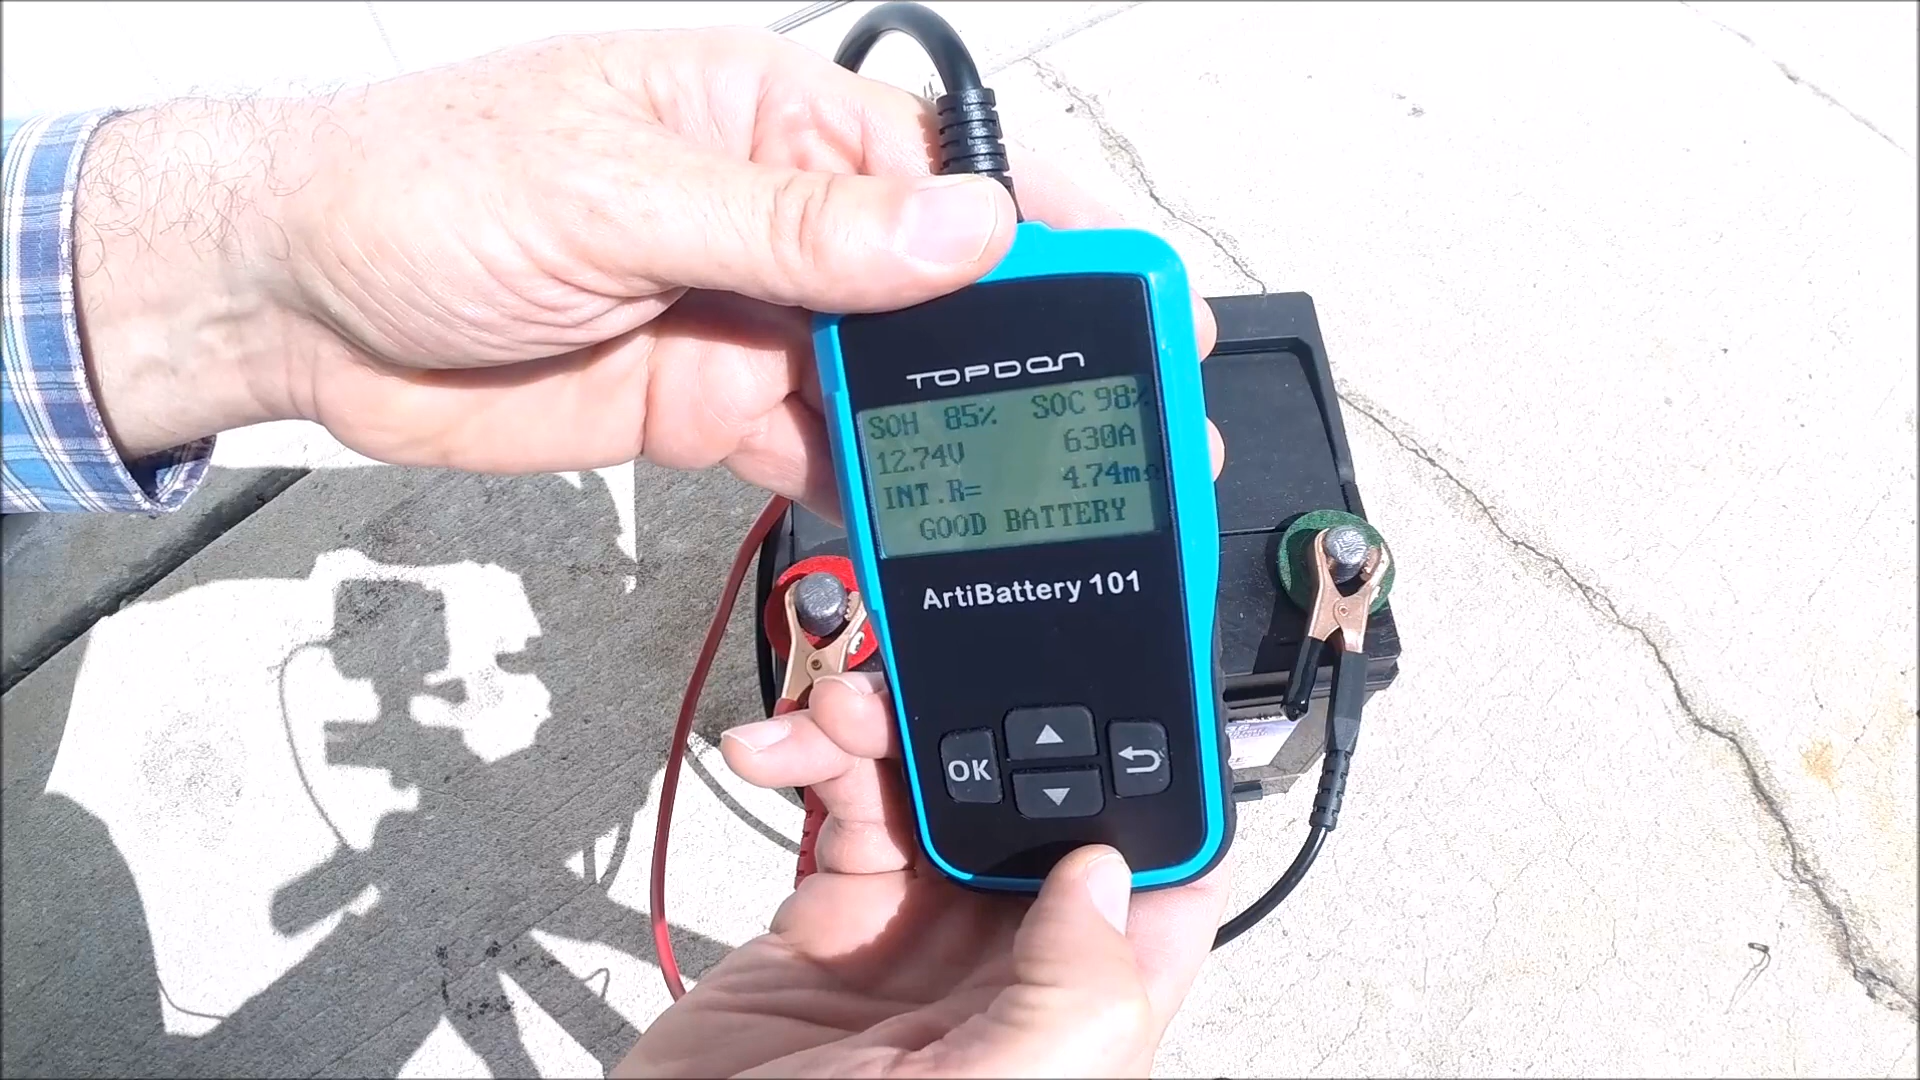 TOPDON
SOH 85% SOC 98%
12.74V 630A
INT.R= 4.74mΩ
GOOD BATTERY
ArtiBattery 101
OK